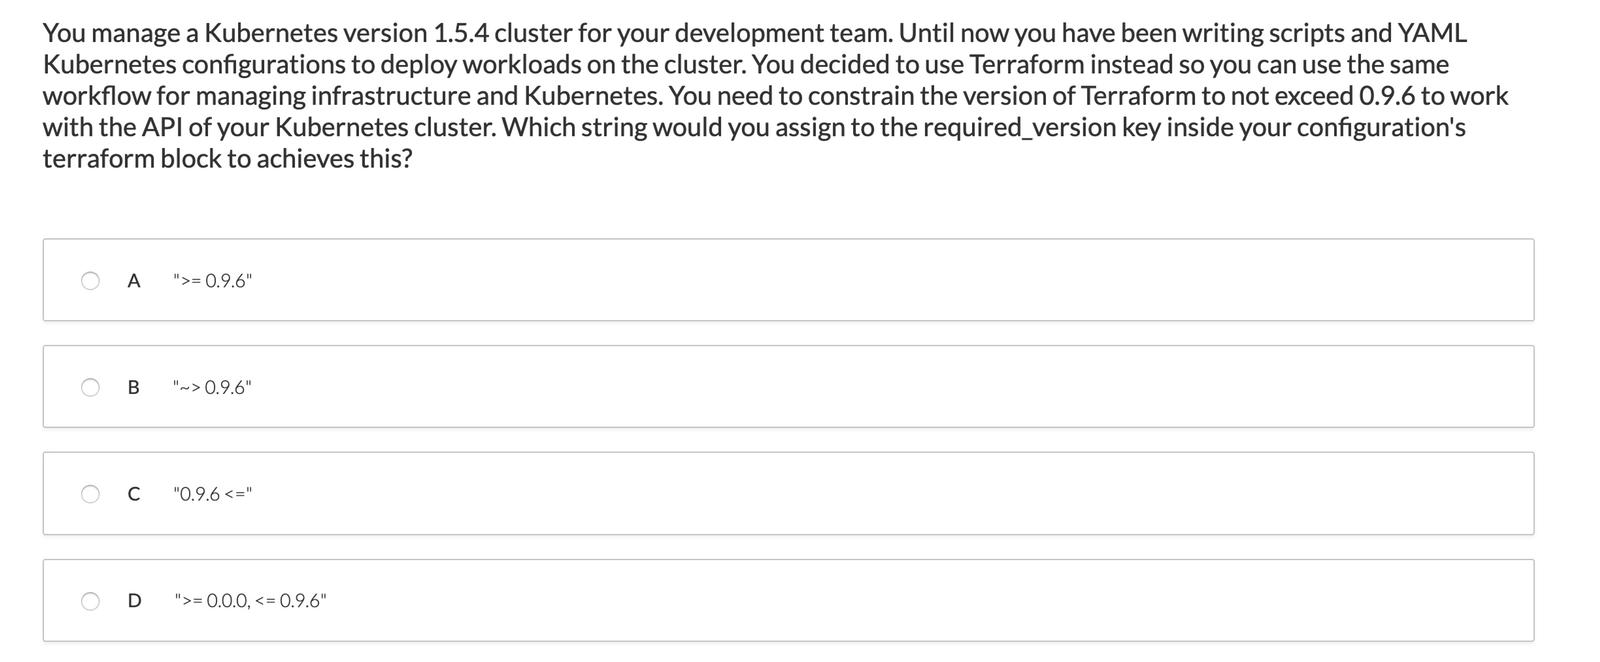 You manage a Kubernetes version 1.5.4 cluster for your development team. Until now you have been writing scripts and YAML
Kubernetes configurations to deploy workloads on the cluster. You decided to use Terraform instead so you can use the same
workflow for managing infrastructure and Kubernetes. You need to constrain the version of Terraform to not exceed 0.9.6 to work
with the API of your Kubernetes cluster. Which string would you assign to the required_version key inside your configuration's
terraform block to achieves this?
A ">= 0.9.6"
B "~> 0.9.6"
C "0.9.6 <="
D ">= 0.0.0, <= 0.9.6"